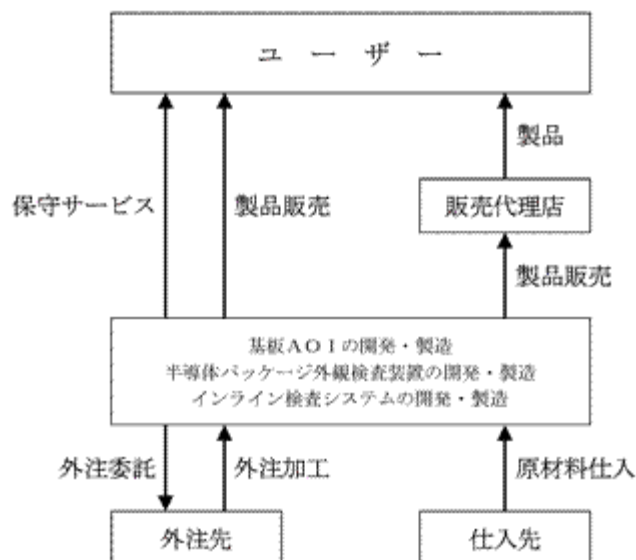 ユーザー
製品
保守サービス
製品販売
販売代理店
製品販売
基板AOIの開発・製造
半導体パッケージ外観検査装置の開発・製造
インライン検査システムの開発・製造
外注委託
外注加工
原材料仕入
外注先
仕入先